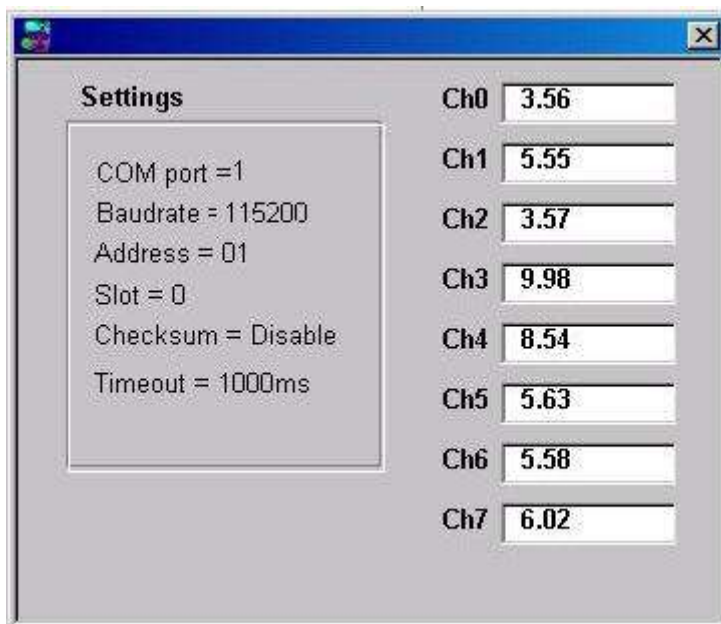 Settings
COM port =1
Baudrate = 115200
Address = 01
Slot = 0
Checksum = Disable
Timeout = 1000ms
Ch0 3.56
Ch1 5.55
Ch2 3.57
Ch3 9.98
Ch4 8.54
Ch5 5.63
Ch6 5.58
Ch7 6.02